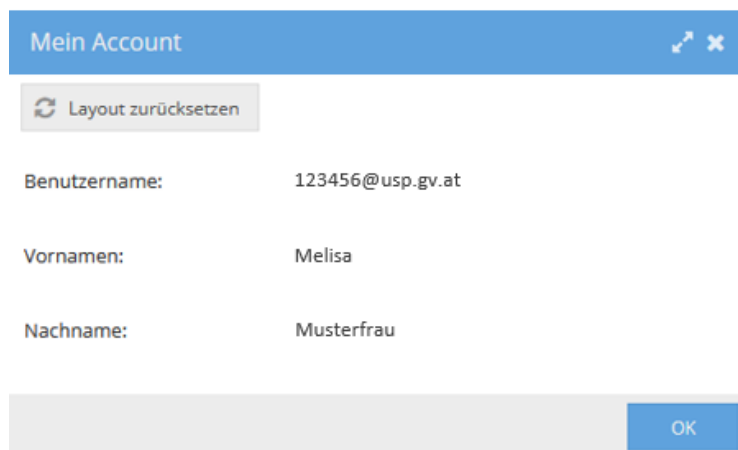 Mein Account
Layout zurücksetzen
Benutzername: 123456@usp.gv.at
Vornamen: Melisa
Nachname: Musterfrau
OK